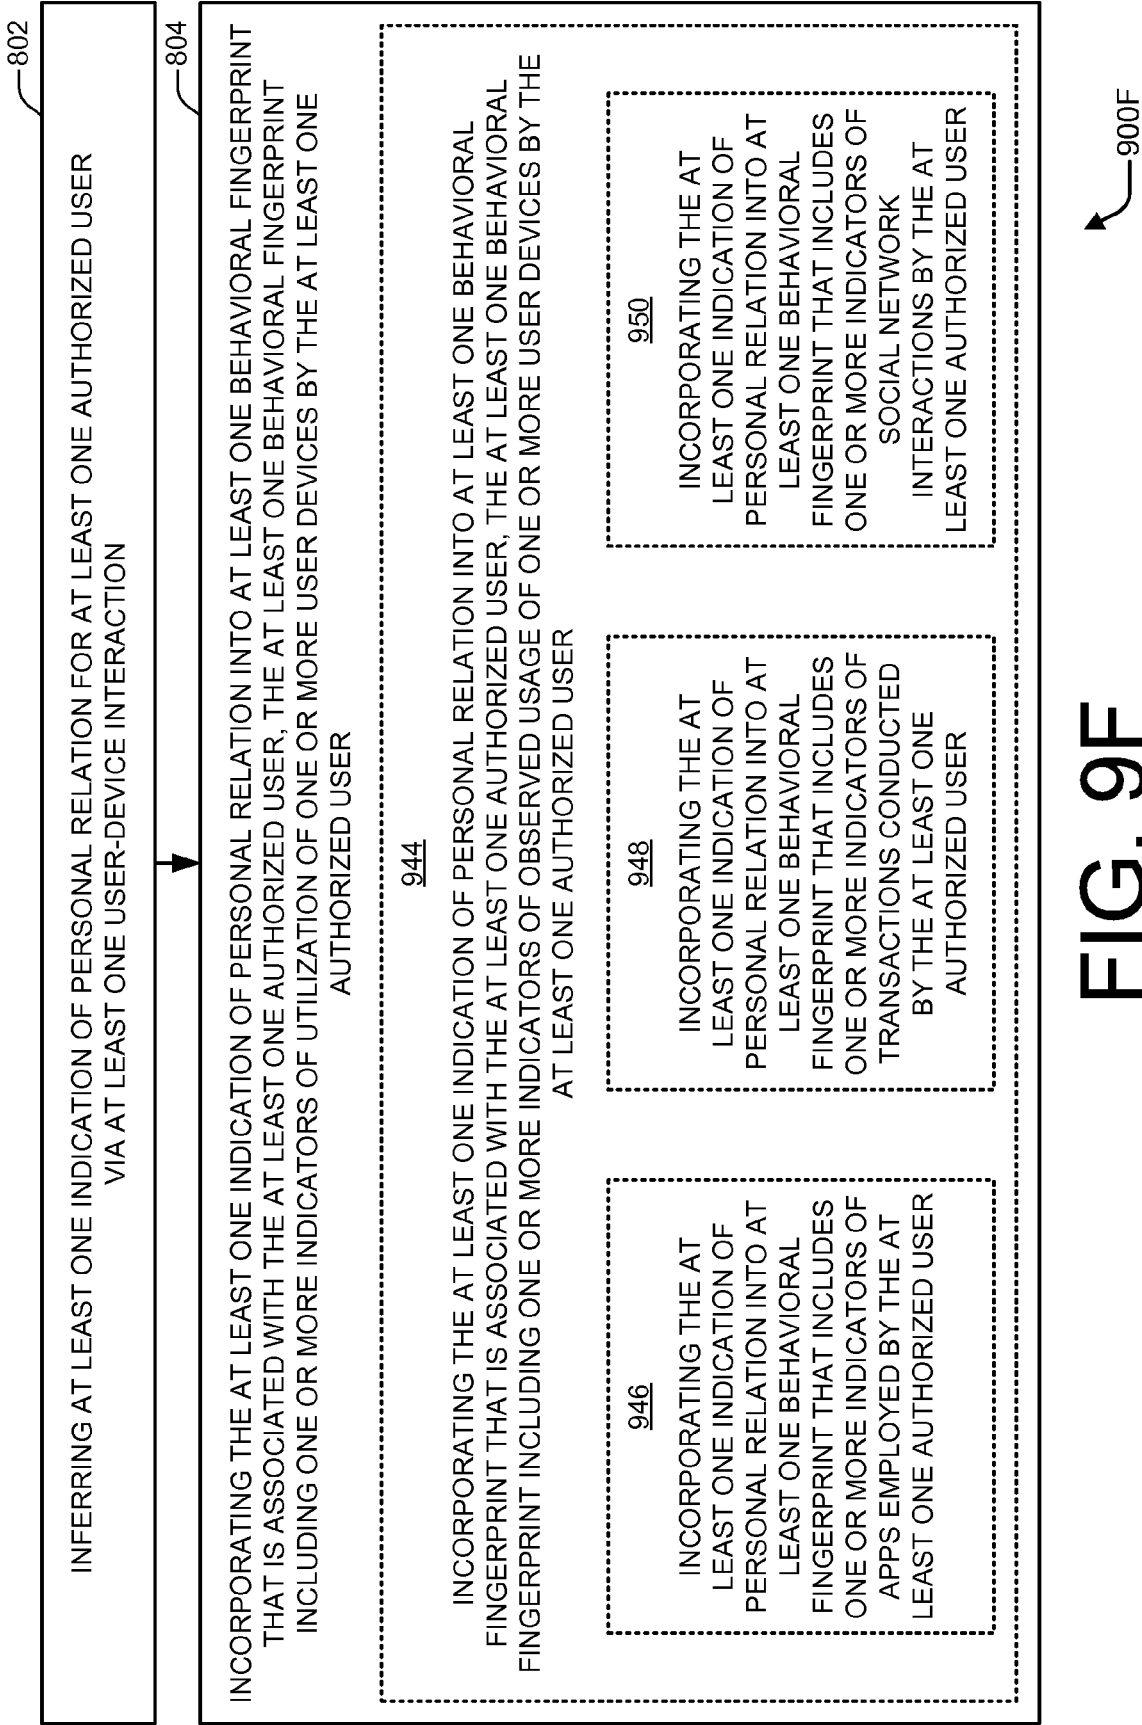 802
INFERRING AT LEAST ONE INDICATION OF PERSONAL RELATION FOR AT LEAST ONE AUTHORIZED USER
VIA AT LEAST ONE USER-DEVICE INTERACTION
804
INCORPORATING THE AT LEAST ONE INDICATION OF PERSONAL RELATION INTO AT LEAST ONE BEHAVIORAL FINGERPRINT
THAT IS ASSOCIATED WITH THE AT LEAST ONE AUTHORIZED USER, THE AT LEAST ONE BEHAVIORAL FINGERPRINT
INCLUDING ONE OR MORE INDICATORS OF UTILIZATION OF ONE OR MORE USER DEVICES BY THE AT LEAST ONE
AUTHORIZED USER
944
INCORPORATING THE AT LEAST ONE INDICATION OF PERSONAL RELATION INTO AT LEAST ONE BEHAVIORAL
FINGERPRINT THAT IS ASSOCIATED WITH THE AT LEAST ONE AUTHORIZED USER, THE AT LEAST ONE BEHAVIORAL
FINGERPRINT INCLUDING ONE OR MORE INDICATORS OF OBSERVED USAGE OF ONE OR MORE USER DEVICES BY THE
AT LEAST ONE AUTHORIZED USER
946
INCORPORATING THE AT
LEAST ONE INDICATION OF
PERSONAL RELATION INTO AT
LEAST ONE BEHAVIORAL
FINGERPRINT THAT INCLUDES
ONE OR MORE INDICATORS OF
APPS EMPLOYED BY THE AT
LEAST ONE AUTHORIZED USER
948
INCORPORATING THE AT
LEAST ONE INDICATION OF
PERSONAL RELATION INTO AT
LEAST ONE BEHAVIORAL
FINGERPRINT THAT INCLUDES
ONE OR MORE INDICATORS OF
TRANSACTIONS CONDUCTED
BY THE AT LEAST ONE
AUTHORIZED USER
950
INCORPORATING THE AT
LEAST ONE INDICATION OF
PERSONAL RELATION INTO AT
LEAST ONE BEHAVIORAL
FINGERPRINT THAT INCLUDES
ONE OR MORE INDICATORS OF
SOCIAL NETWORK
INTERACTIONS BY THE AT
LEAST ONE AUTHORIZED USER
900F
FIG. 9F